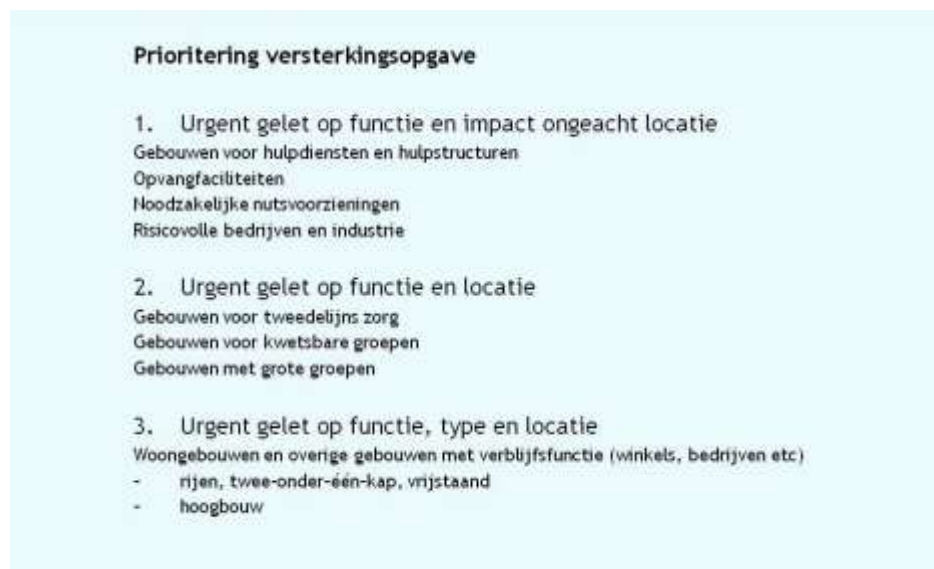 Prioritering versterkingsopgave
1. Urgent gelet op functie en impact ongeacht locatie
Gebouwen voor hulpdiensten en hulpstructuren
Opvangfaciliteiten
Noodzakelijke nutsvoorzieningen
Risicovolle bedrijven en industrie
2. Urgent gelet op functie en locatie
Gebouwen voor tweedelijns zorg
Gebouwen voor kwetsbare groepen
Gebouwen met grote groepen
3. Urgent gelet op functie, type en locatie
Woongebouwen en overige gebouwen met verblijfsfunctie (winkels, bedrijven etc)
- rijen, twee-onder-één-kap, vrijstaand
- hoogbouw